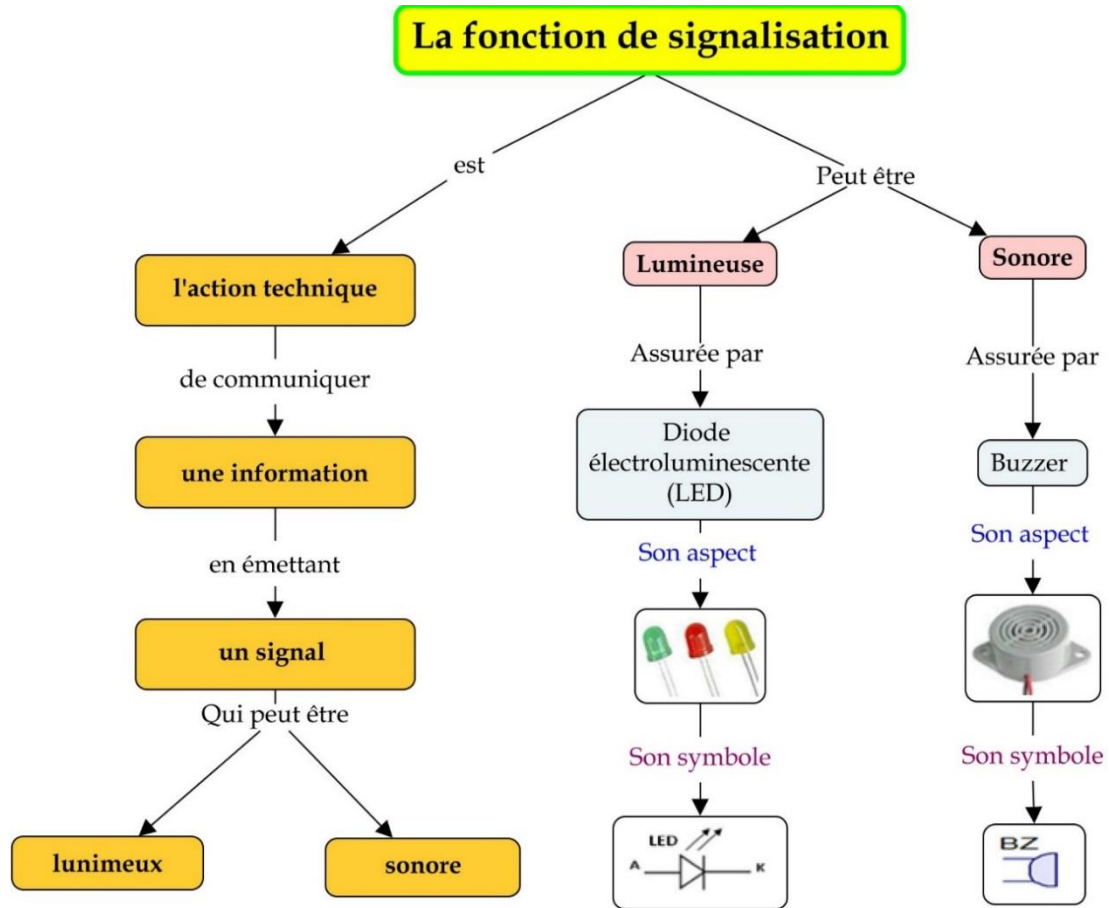 La fonction de signalisation
est
Peut être
l'action technique
de communiquer
une information
en émettant
un signal
Qui peut être
lunimeux
sonore
Lumineuse
Assurée par
Diode
électroluminescente
(LED)
Son aspect
Son symbole
LED
A
K
Sonore
Assurée par
Buzzer
Son aspect
Son symbole
BZ